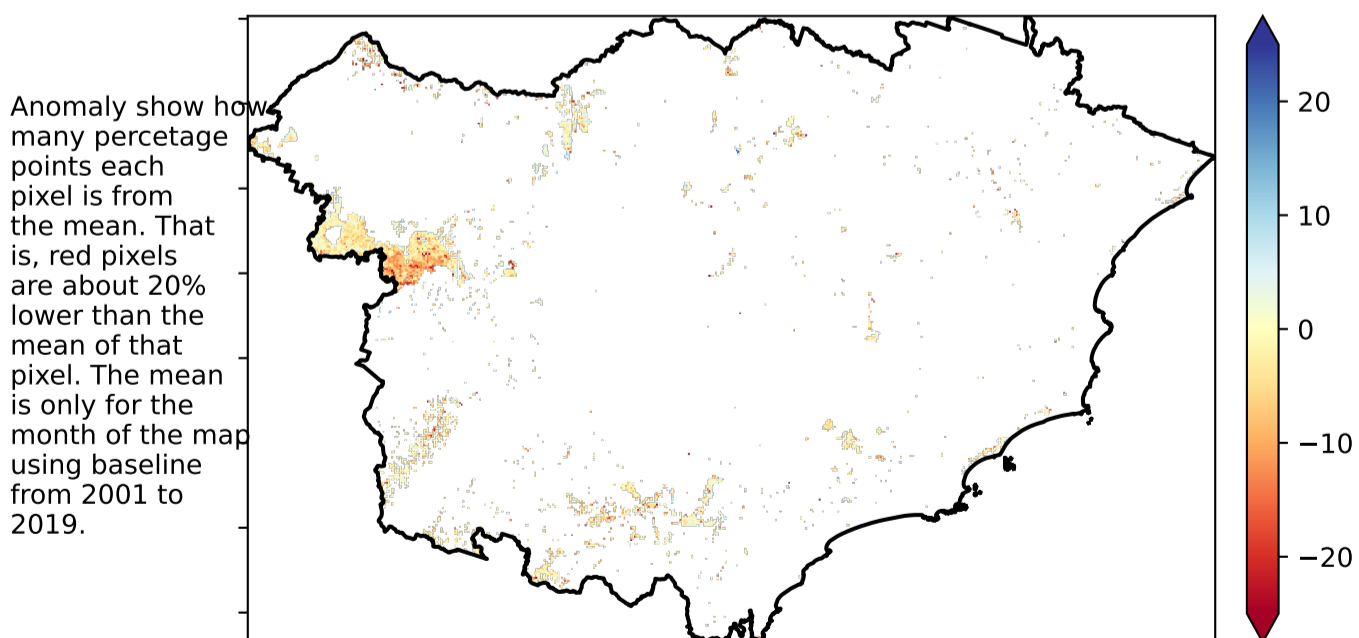 Anomaly show how
many percetage
points each
pixel is from
the mean. That
is, red pixels
are about 20%
lower than the
mean of that
pixel. The mean
is only for the
month of the map
using baseline
from 2001 to
2019.
20
10
0
−10
−20